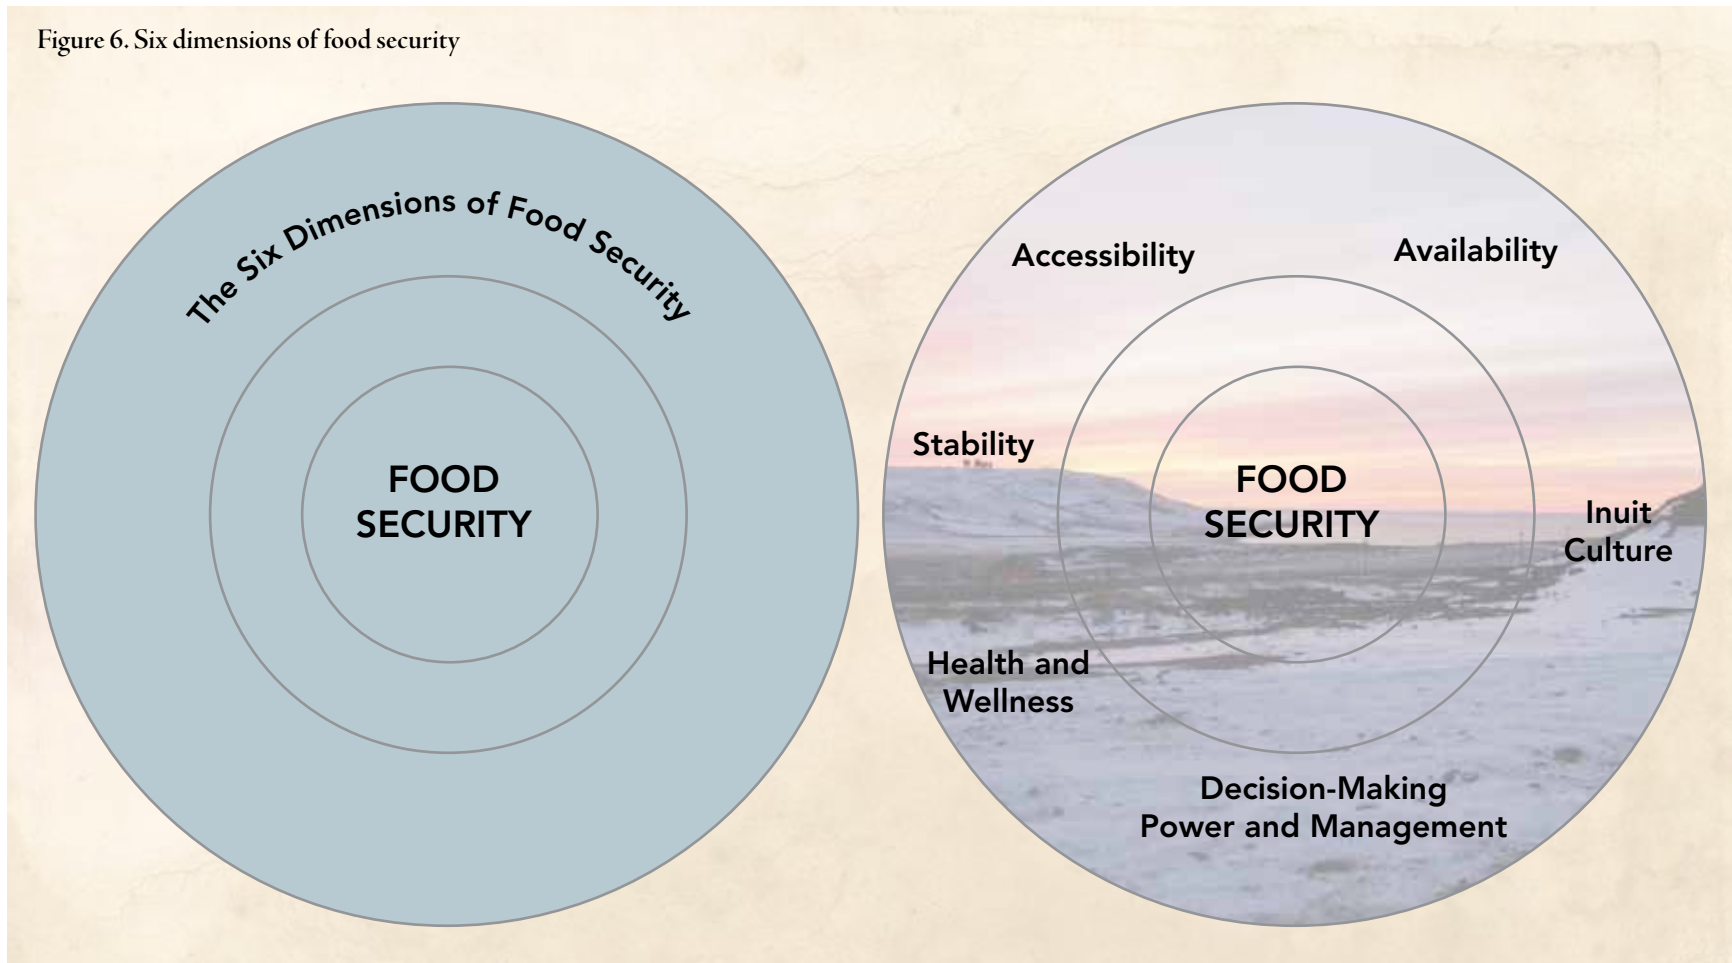 Figure 6. Six dimensions of food security
The Six Dimensions of Food Security
FOOD
SECURITY
Accessibility
Availability
Stability
FOOD
SECURITY
Inuit
Culture
Health and
Wellness
Decision-Making
Power and Management